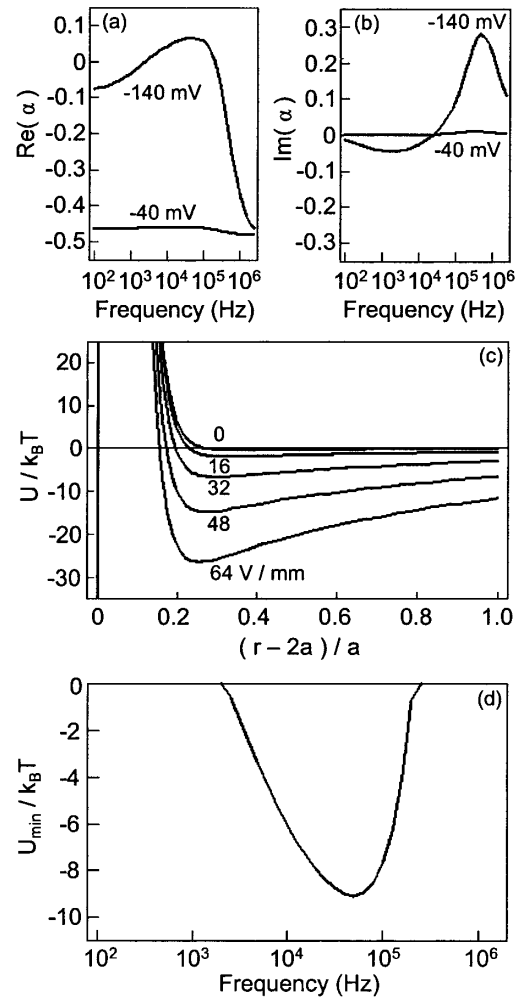 (a)
0.1
0
-0.1
-0.2
-0.3
-0.4
-0.5
Re( α )
-140 mV
-40 mV
10² 10³ 10⁴ 10⁵ 10⁶
Frequency (Hz)
(b)
-140 mV
0.3
0.2
0.1
0
-0.1
-0.2
-0.3
Im( α )
-40 mV
10² 10³ 10⁴ 10⁵ 10⁶
Frequency (Hz)
(c)
20
10
0
-10
-20
-30
U / k_BT
0
16
32
48
64 V / mm
0 0.2 0.4 0.6 0.8 1.0
( r – 2a ) / a
(d)
0
-2
-4
-6
-8
-10
U_min / k_BT
10² 10³ 10⁴ 10⁵ 10⁶
Frequency (Hz)